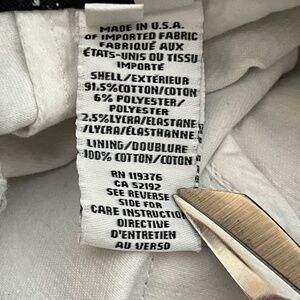 MADE IN U.S.A.
OF IMPORTED FABRIC
FABRIQUÉ AUX
ÉTATS-UNIS DU TISSU
IMPORTÉ
SHELL/EXTÉRIEUR
91.5%COTTON/COTON
6% POLYESTER/
POLYESTER
2.5%LYCRA/ELASTANE
/LYCRA/ÉLASTHANNE
LINING/DOUBLURE
100% COTTON/COTON
RN 119376
CA 52192
SEE REVERSE
SIDE FOR
CARE INSTRUCTIO
DIRECTIVE
D'ENTRETIEN
AU VERSO